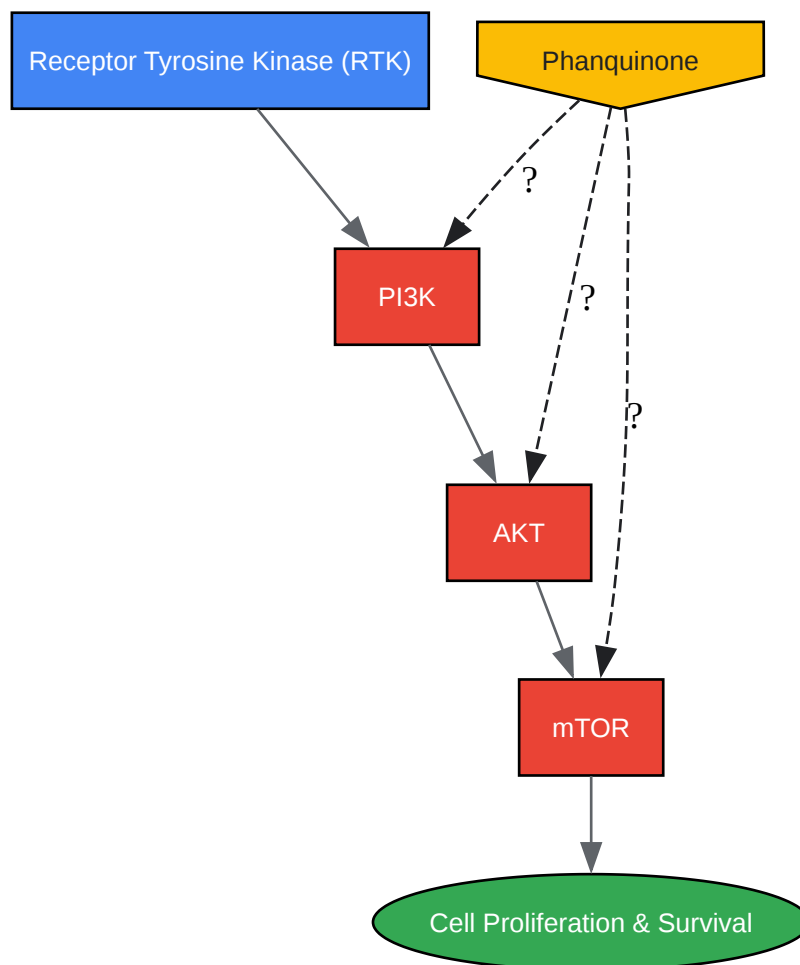 Receptor Tyrosine Kinase (RTK)
Phanquinone
?
PI3K
?
?
AKT
mTOR
Cell Proliferation & Survival